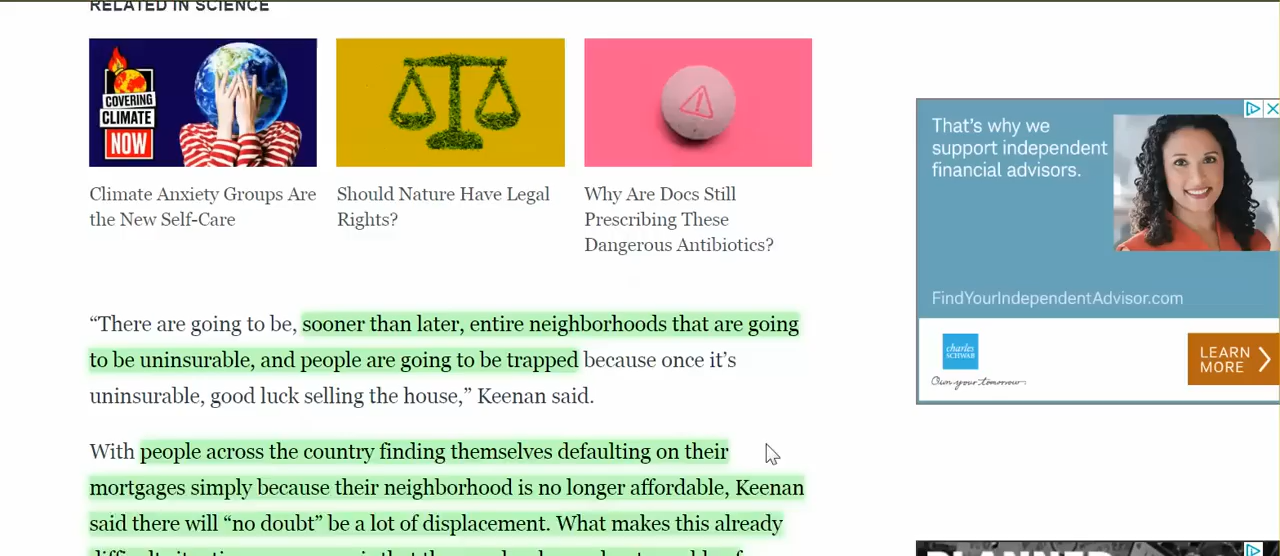 RELATED IN SCIENCE
COVERING
CLIMATE
NOW
Climate Anxiety Groups Are
the New Self-Care
Should Nature Have Legal
Rights?
Why Are Docs Still
Prescribing These
Dangerous Antibiotics?
“There are going to be, sooner than later, entire neighborhoods that are going
to be uninsurable, and people are going to be trapped because once it’s
uninsurable, good luck selling the house,” Keenan said.
With people across the country finding themselves defaulting on their
mortgages simply because their neighborhood is no longer affordable, Keenan
said there will “no doubt” be a lot of displacement. What makes this already
That’s why we
support independent
financial advisors.
FindYourIndependentAdvisor.com
charles
SCHWAB
Own your tomorrow
LEARN
MORE
PLANNED